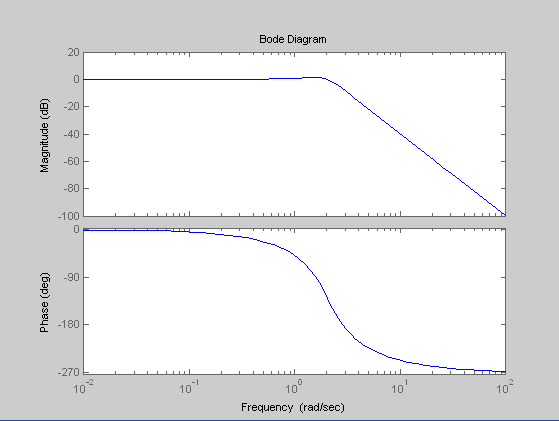 Bode Diagram
20
0
-20
-40
-60
-80
-100
Magnitude (dB)
0
-90
-180
-270
Phase (deg)
10^-2 10^-1 10^0 10^1 10^2
Frequency (rad/sec)